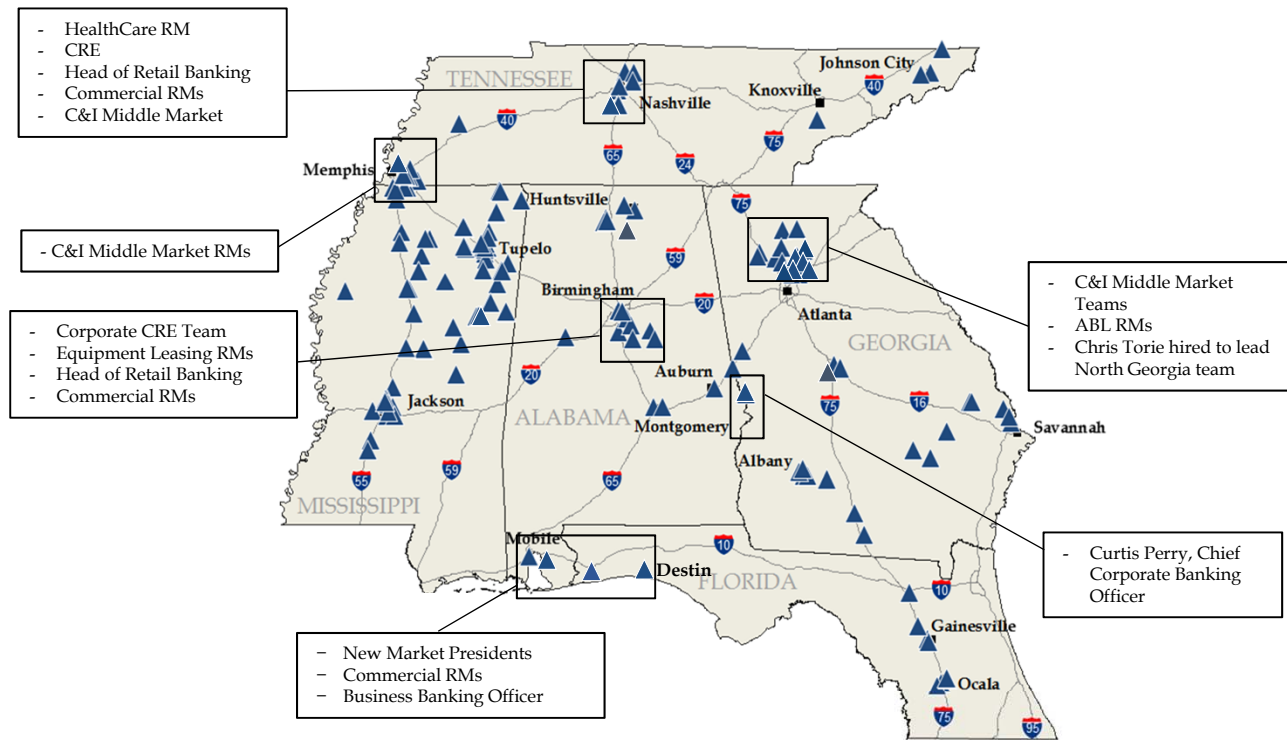 - HealthCare RM
- CRE
- Head of Retail Banking
- Commercial RMs
- C&I Middle Market
TENNESSEE
Johnson City
40
Knoxville
Nashville
40
65
24
75
Memphis
- C&I Middle Market RMs
Huntsville
75
Tupelo
59
Birmingham
20
Atlanta
GEORGIA
- C&I Middle Market
Teams
- ABL RMs
- Chris Torie hired to lead
North Georgia team
- Corporate CRE Team
- Equipment Leasing RMs
- Head of Retail Banking
- Commercial RMs
20
Auburn
75
16
Jackson
ALABAMA
Montgomery
Savannah
Albany
55
59
65
MISSISSIPPI
Mobile
10
Destin
FLORIDA
- Curtis Perry, Chief
Corporate Banking
Officer
10
Gainesville
− New Market Presidents
− Commercial RMs
− Business Banking Officer
Ocala
75
95